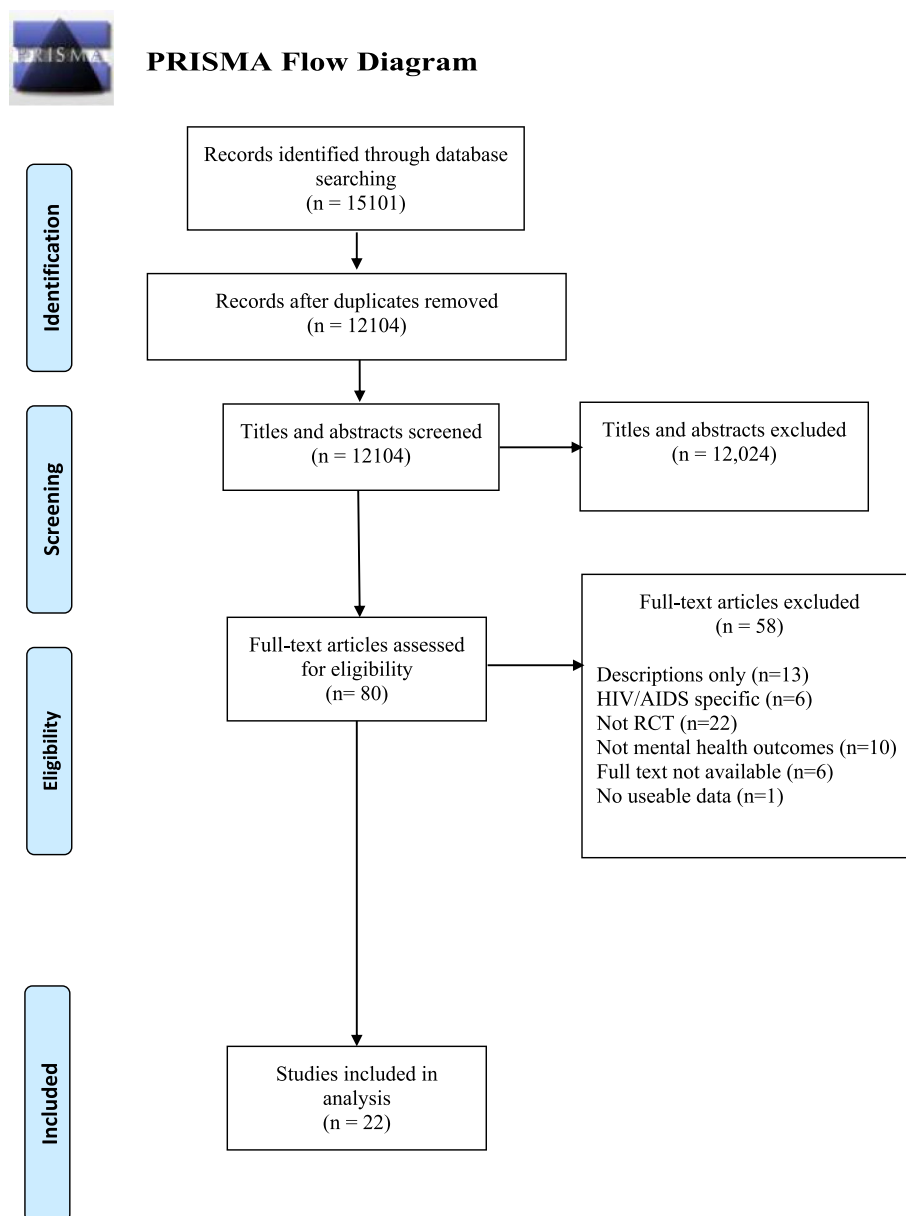 PRISMA
PRISMA Flow Diagram
Identification
Records identified through database
searching
(n = 15101)
Records after duplicates removed
(n = 12104)
Screening
Titles and abstracts screened
(n = 12104)
Titles and abstracts excluded
(n = 12,024)
Eligibility
Full-text articles assessed
for eligibility
(n= 80)
Full-text articles excluded
(n = 58)
Descriptions only (n=13)
HIV/AIDS specific (n=6)
Not RCT (n=22)
Not mental health outcomes (n=10)
Full text not available (n=6)
No useable data (n=1)
Included
Studies included in
analysis
(n = 22)